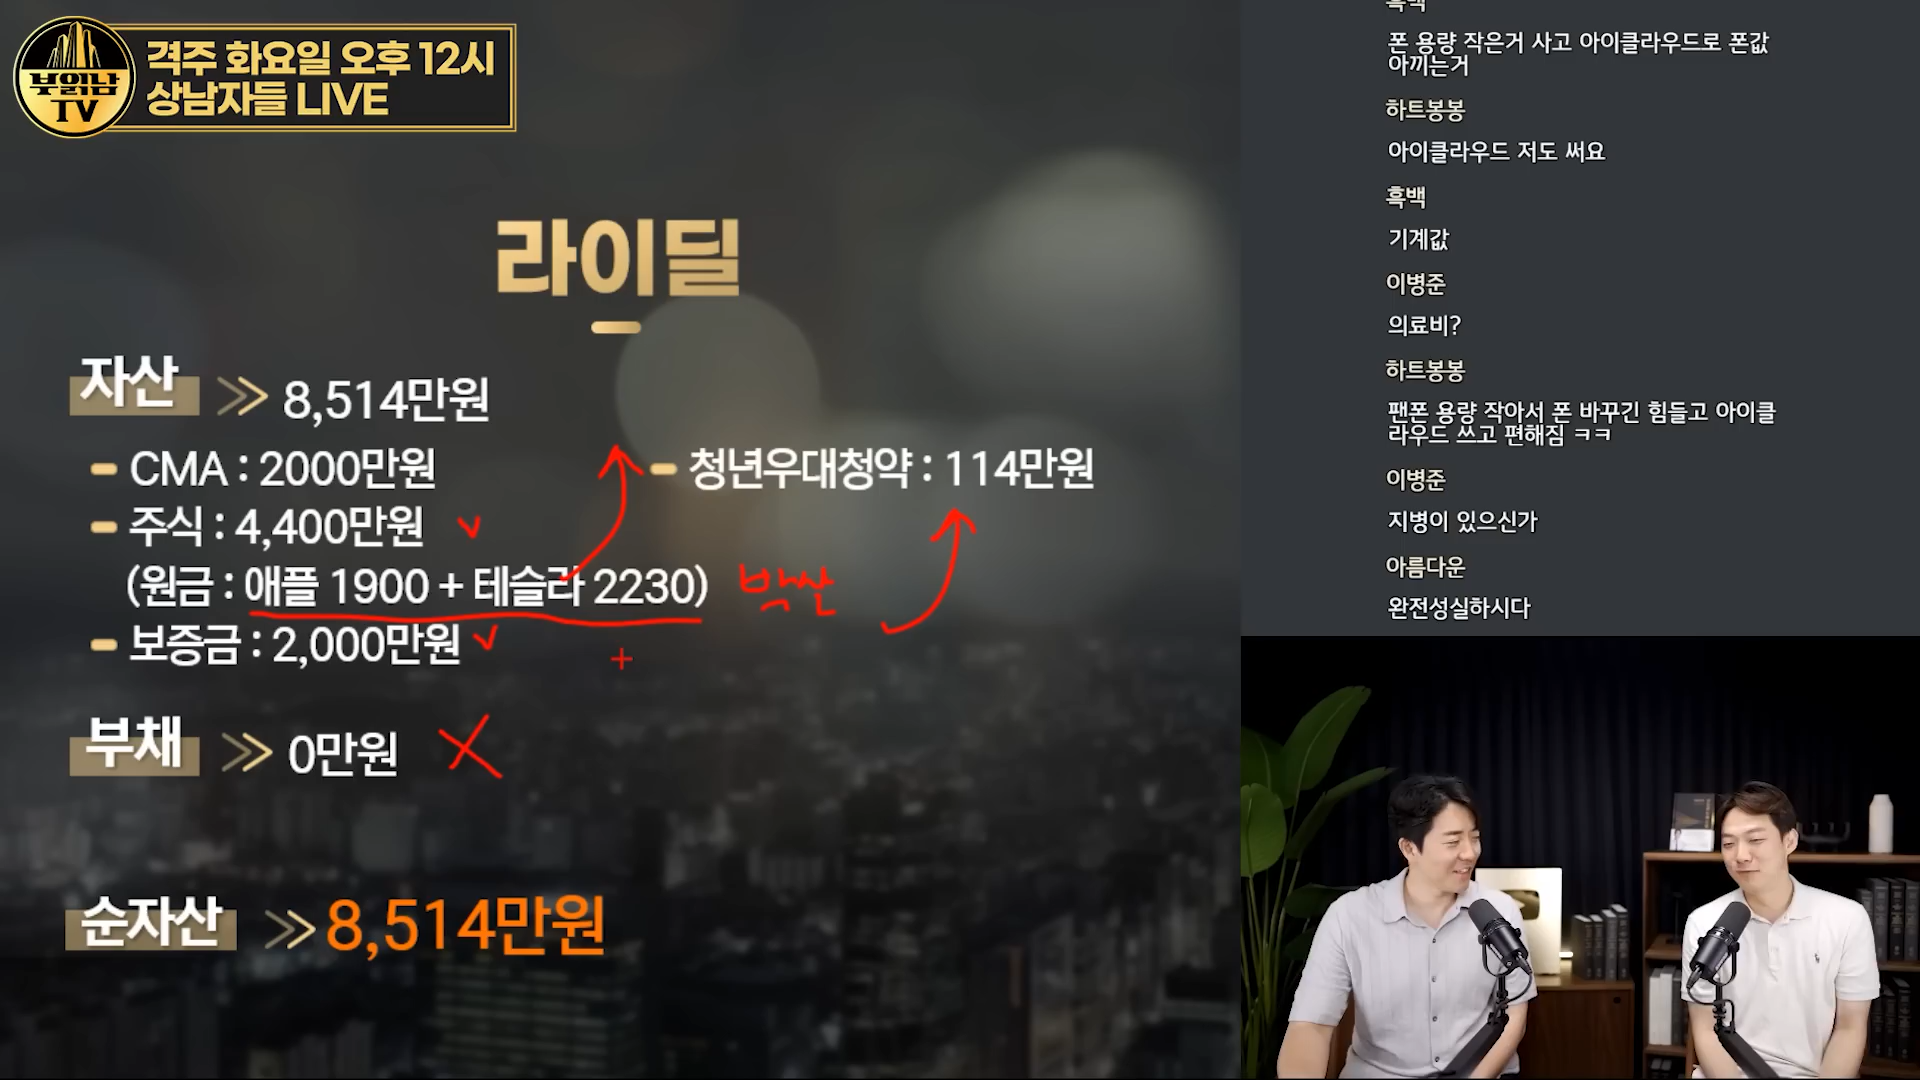 부읽남
TV
격주 화요일 오후 12시
상남자들 LIVE
라이딜
자산 8,514만원
CMA : 2000만원
주식 : 4,400만원
(원금 : 애플 1900 + 테슬라 2230)
박산
보증금 : 2,000만원
청년우대청약 : 114만원
부채 0만원
순자산 8,514만원
흑백
폰 용량 작은거 사고 아이클라우드로 폰값
아끼는거
하트봉봉
아이클라우드 저도 써요
흑백
기계값
이병준
의료비?
하트봉봉
팬폰 용량 작아서 폰 바꾸긴 힘들고 아이클
라우드 쓰고 편해짐 ㅋㅋ
이병준
지병이 있으신가
아름다운
완전성실하시다